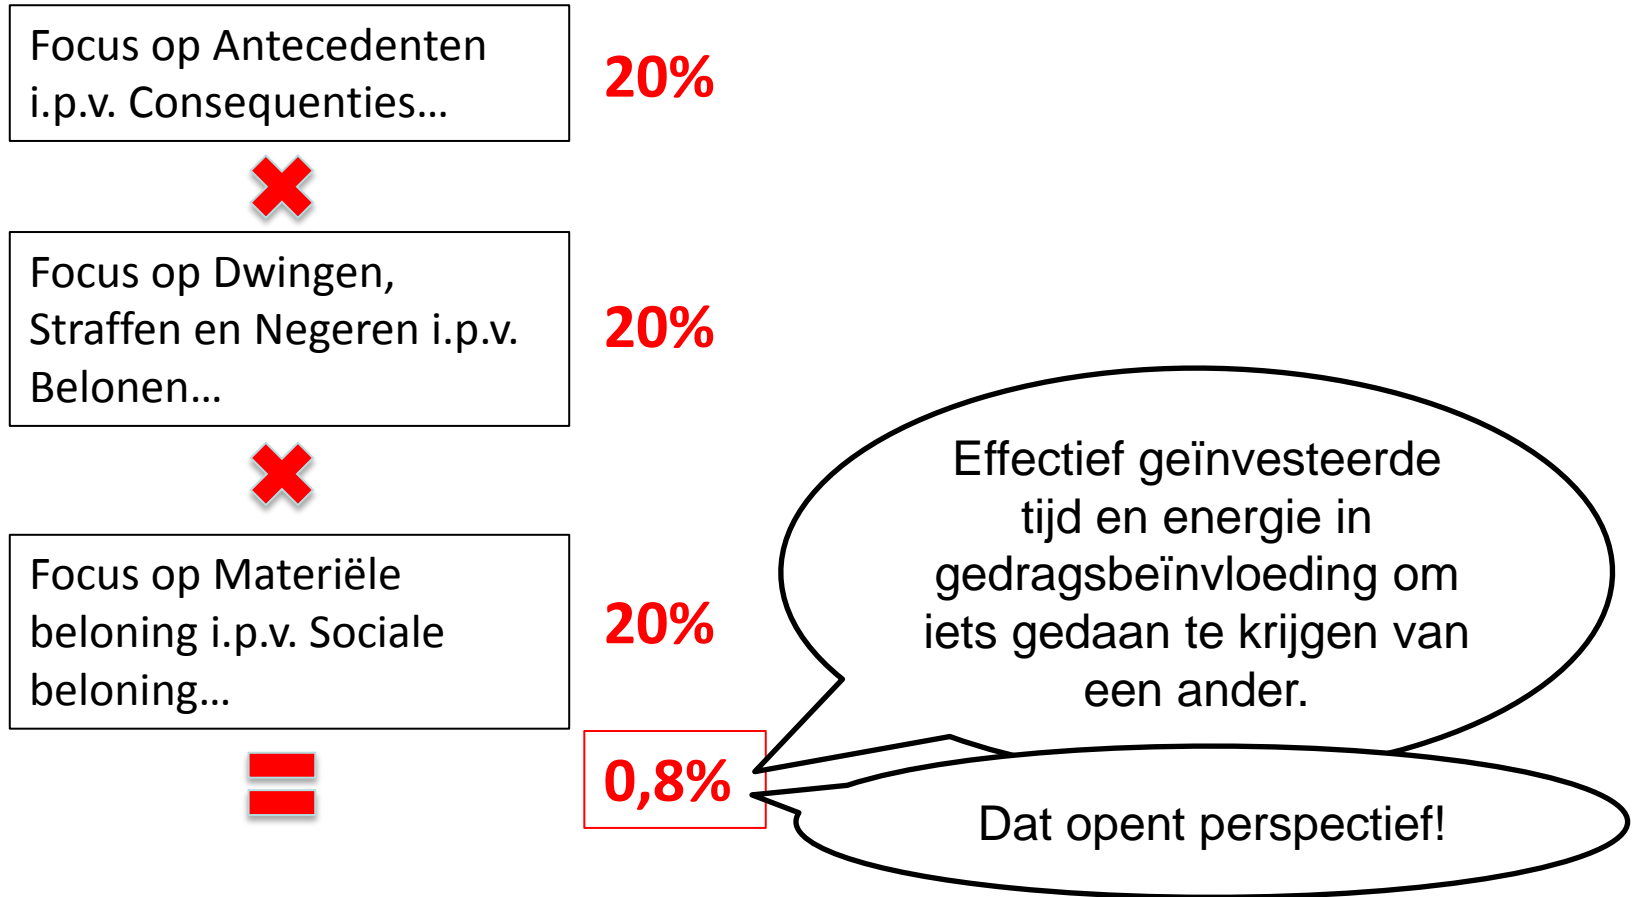 Focus op Antecedenten
i.p.v. Consequenties…
20%
Focus op Dwingen,
Straffen en Negeren i.p.v.
Belonen…
20%
Focus op Materiële
beloning i.p.v. Sociale
beloning…
20%
Effectief geïnvesteerde
tijd en energie in
gedragsbeïnvloeding om
iets gedaan te krijgen van
een ander.
0,8%
Dat opent perspectief!